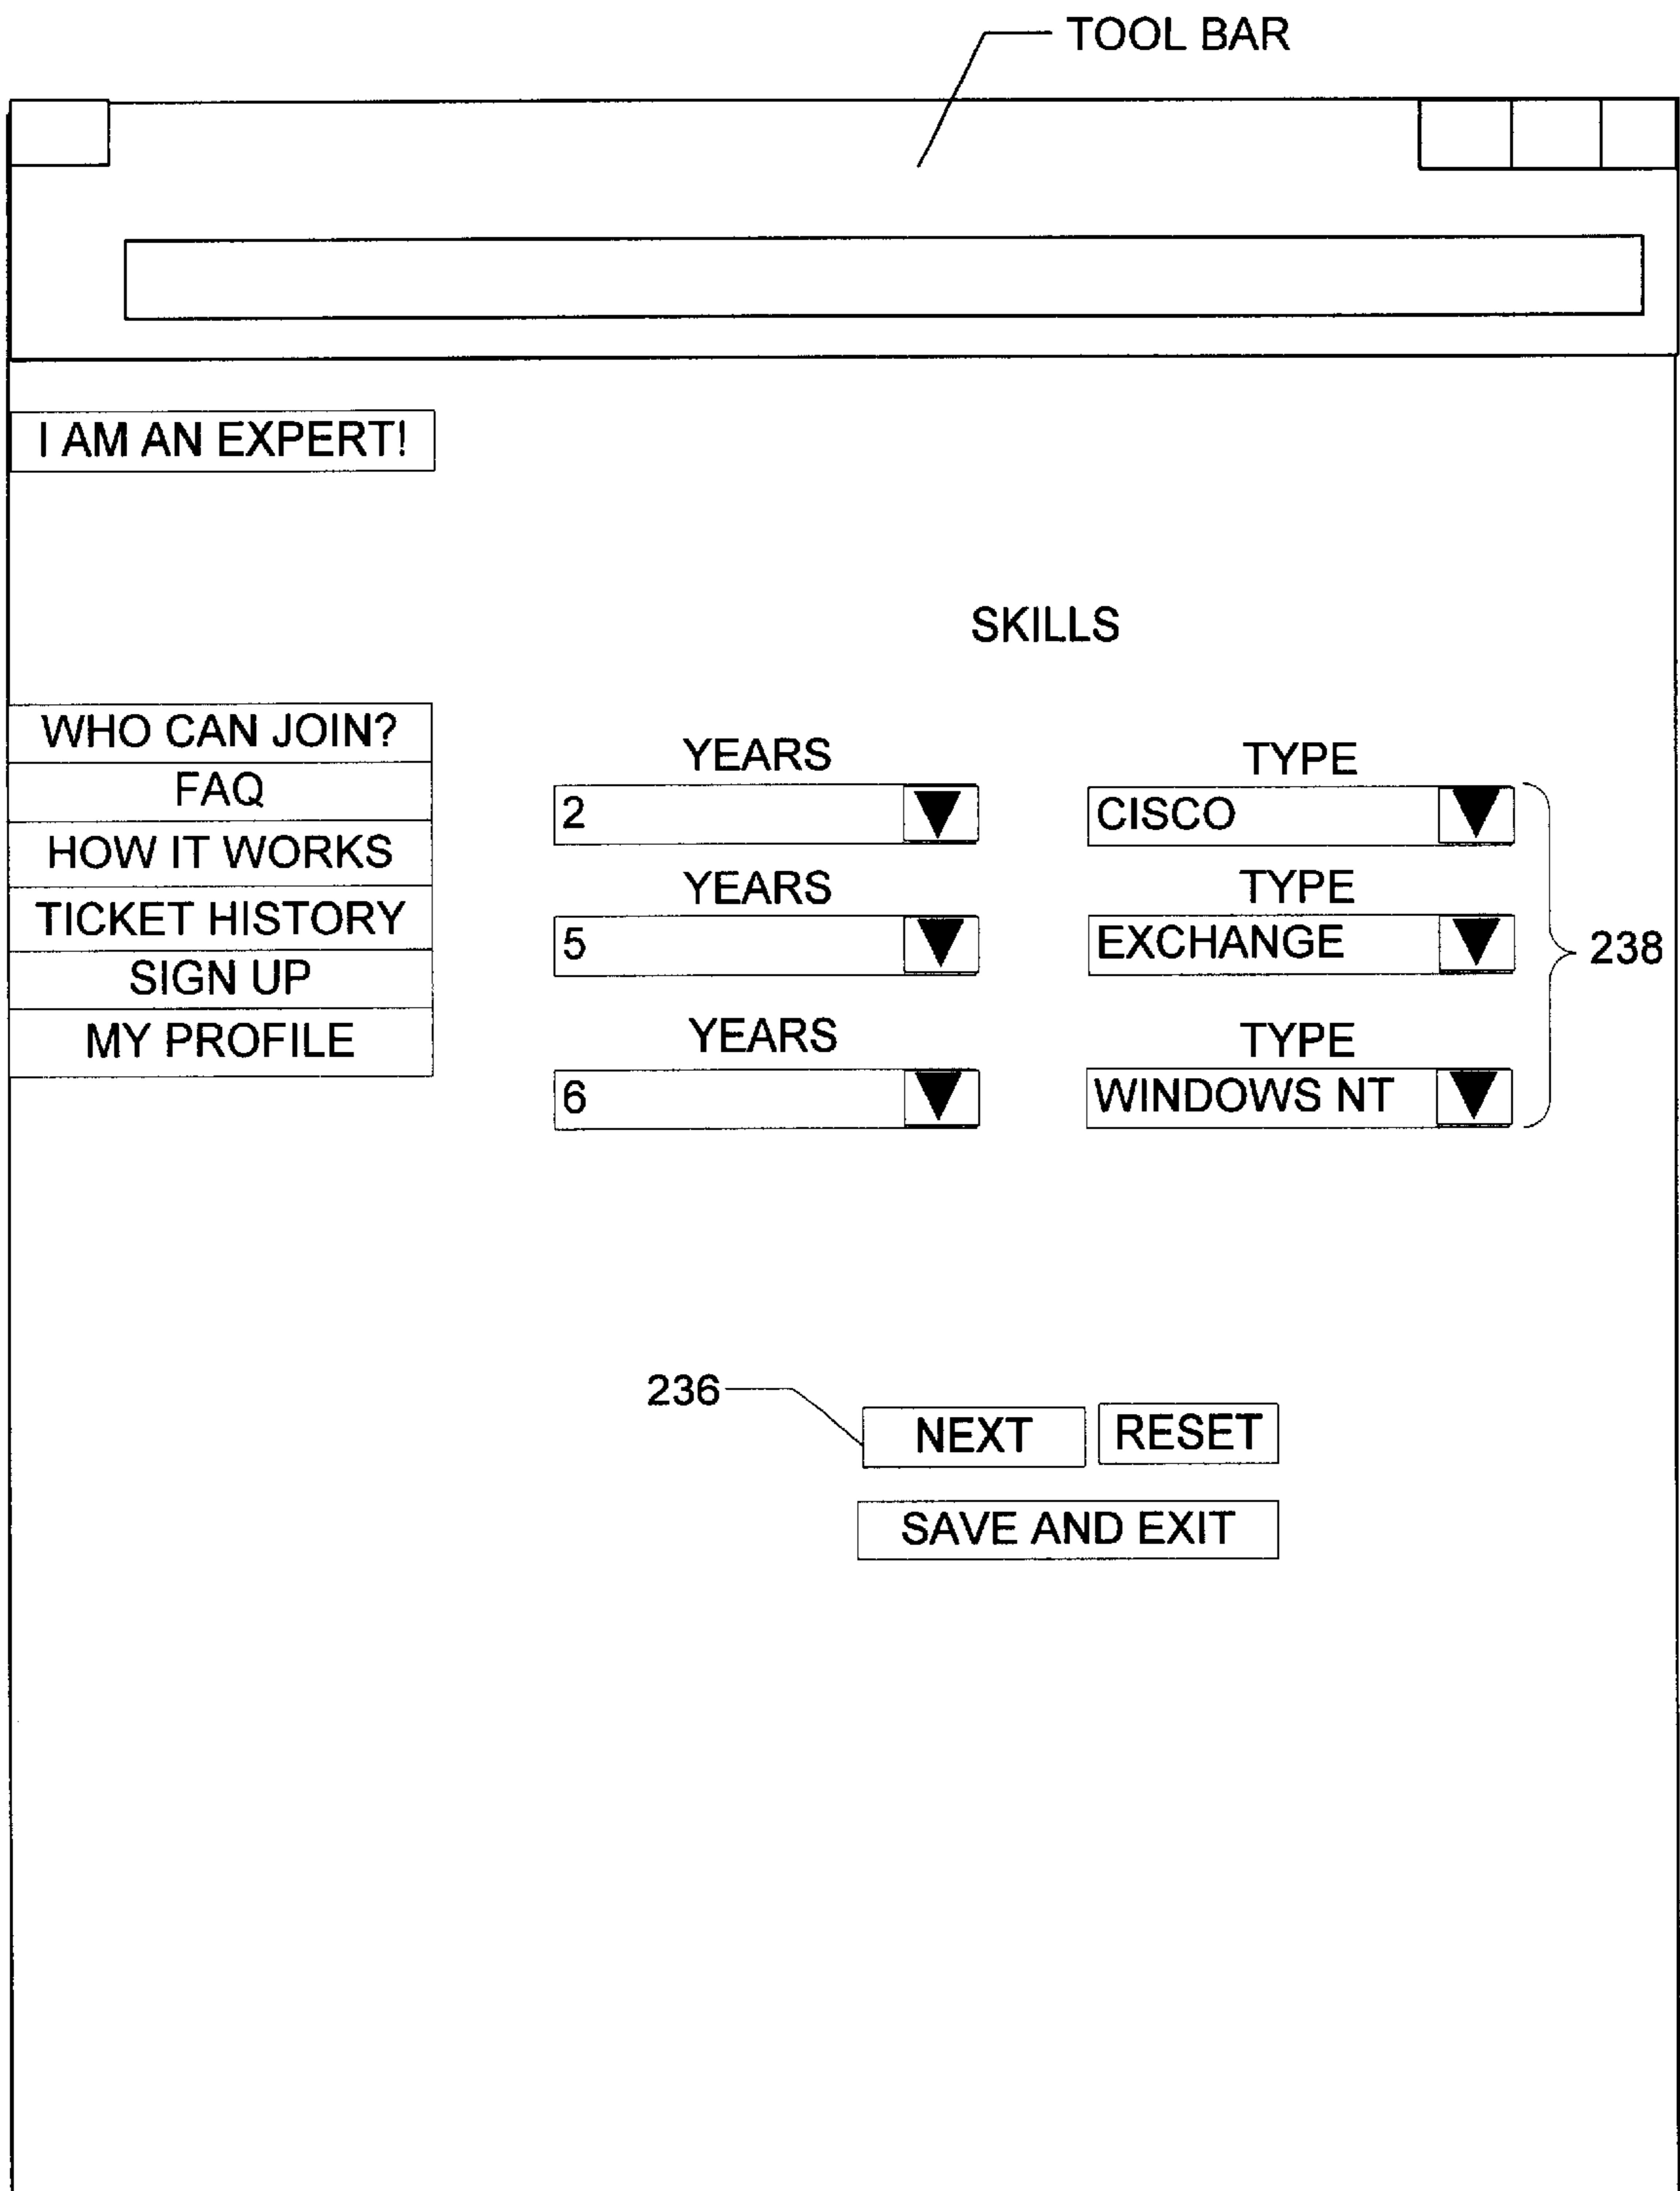 TOOL BAR
I AM AN EXPERT!
SKILLS
WHO CAN JOIN?
FAQ
HOW IT WORKS
TICKET HISTORY
SIGN UP
MY PROFILE
YEARS TYPE
2 CISCO
YEARS TYPE
5 EXCHANGE
238
YEARS TYPE
6 WINDOWS NT
236
NEXT RESET
SAVE AND EXIT